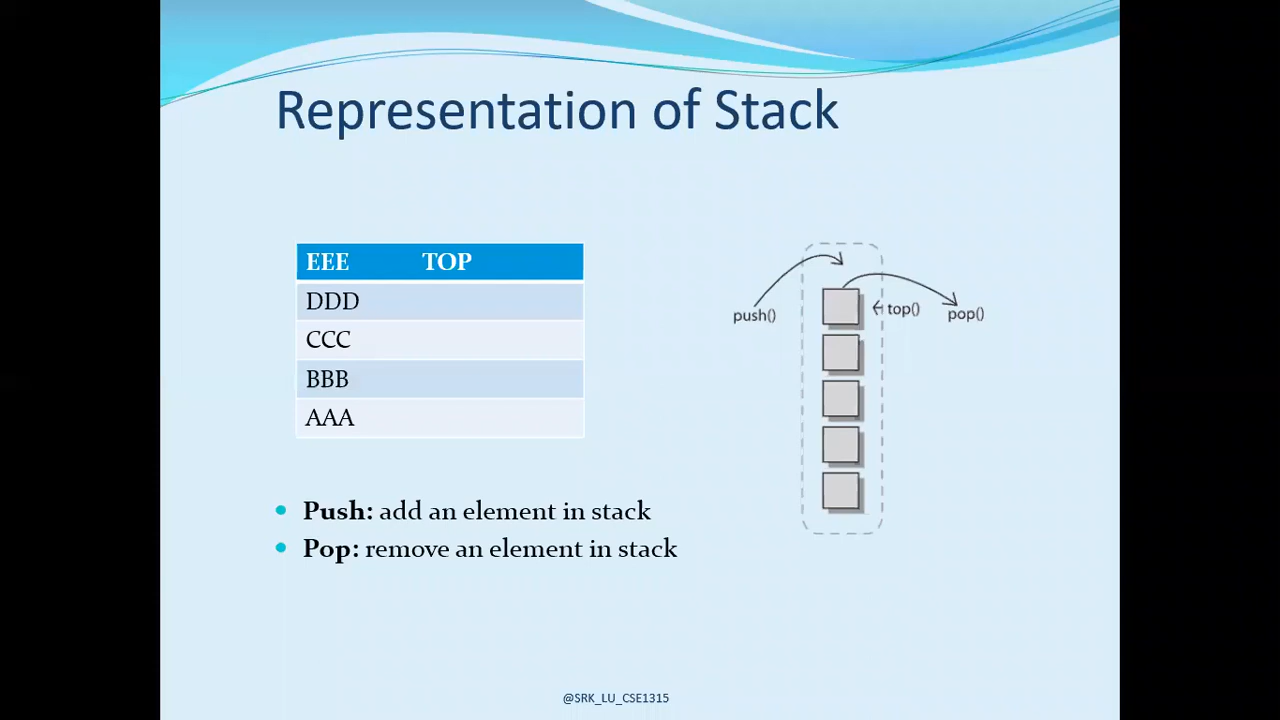 Representation of Stack
EEE TOP
DDD
CCC
BBB
AAA
push()
top()
pop()
Push: add an element in stack
Pop: remove an element in stack
@SRK_LU_CSE1315